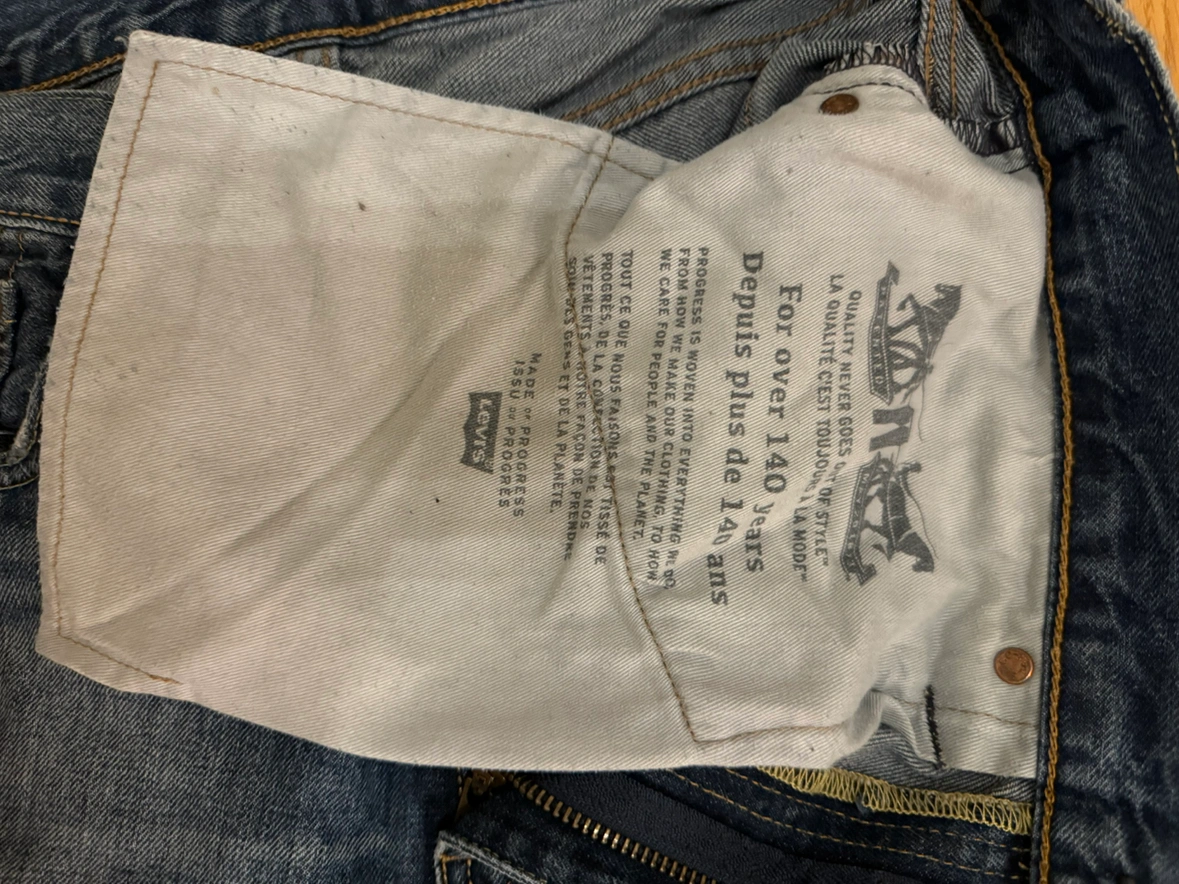 PATENTED
QUALITY NEVER GOES OUT OF STYLE™
LA QUALITÉ C'EST TOUJOURS À LA MODE™
For over 140 years
Depuis plus de 140 ans
PROGRESS IS WOVEN INTO EVERYTHING WE DO,
FROM HOW WE MAKE OUR CLOTHING, TO HOW
WE CARE FOR PEOPLE AND THE PLANET.
TOUT CE QUE NOUS FAISONS EST TISSÉ DE
PROGRÈS, DE LA CONFECTION DE NOS
VÊTEMENTS À NOTRE FAÇON DE PRENDRE
SOIN DES GENS ET DE LA PLANÈTE.
MADE OF PROGRESS
ISSU DU PROGRÈS
Levi's